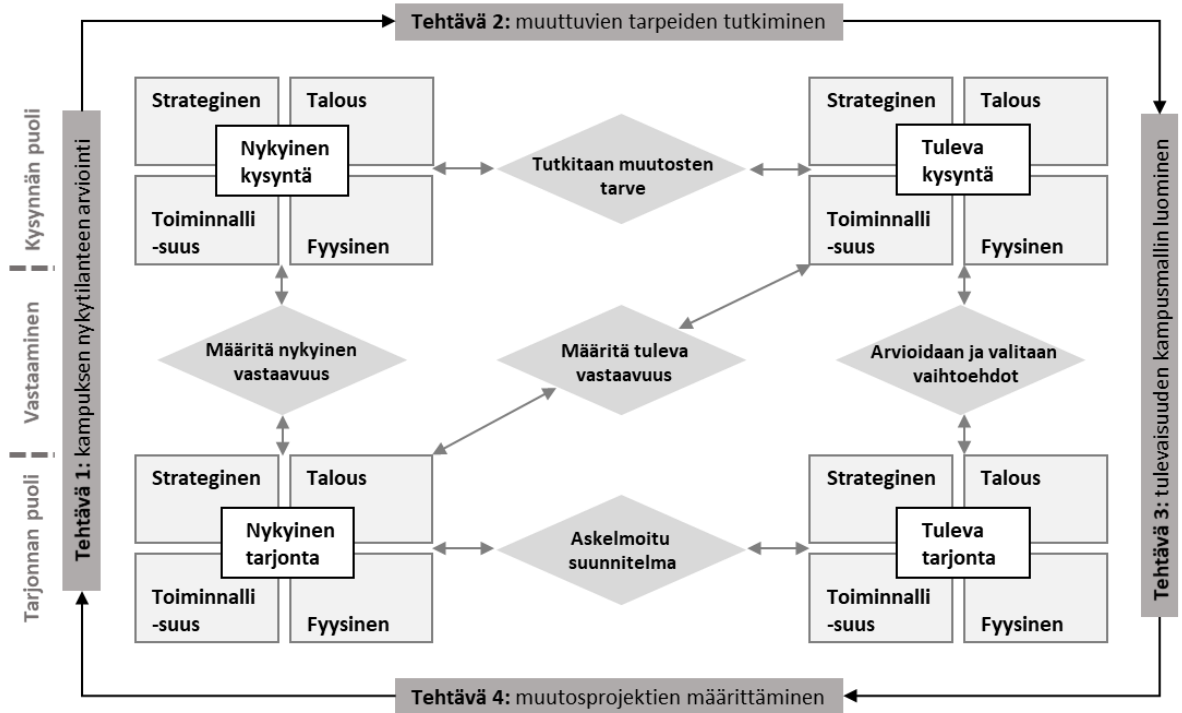 Tehtävä 2: muuttuvien tarpeiden tutkiminen
Tehtävä 1: kampuksen nykytilanteen arviointi
Kysynnän puoli
Vastaaminen
Tarjonnan puoli
Strateginen
Talous
Nykyinen
kysyntä
Toiminnalli
-suus
Fyysinen
Tutkitaan muutosten
tarve
Strateginen
Talous
Tuleva
kysyntä
Toiminnalli
-suus
Fyysinen
Määritä nykyinen
vastaavuus
Määritä tuleva
vastaavuus
Arvioidaan ja valitaan
vaihtoehdot
Strateginen
Talous
Nykyinen
tarjonta
Toiminnalli
-suus
Fyysinen
Askelmoitu
suunnitelma
Strateginen
Talous
Tuleva
tarjonta
Toiminnalli
-suus
Fyysinen
Tehtävä 3: tulevaisuuden kampusmallin luominen
Tehtävä 4: muutosprojektien määrittäminen